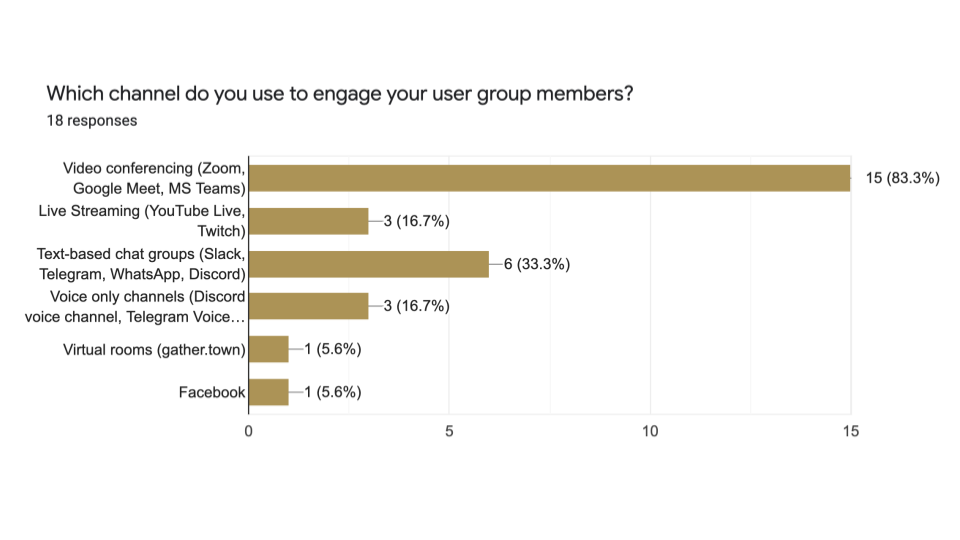 Which channel do you use to engage your user group members?
18 responses
Video conferencing (Zoom,
Google Meet, MS Teams)
15 (83.3%)
Live Streaming (YouTube Live,
Twitch)
3 (16.7%)
Text-based chat groups (Slack,
Telegram, WhatsApp, Discord)
6 (33.3%)
Voice only channels (Discord
voice channel, Telegram Voice…
3 (16.7%)
Virtual rooms (gather.town)
1 (5.6%)
Facebook
1 (5.6%)
0 5 10 15